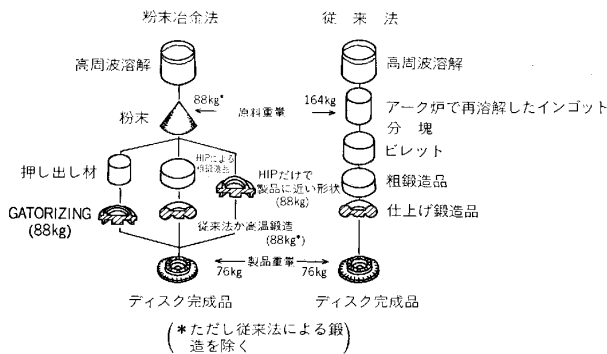 粉末冶金法
従来法
高周波溶解
高周波溶解
88kg*
原料重量
164kg
粉末
アーク炉で再溶解したインゴット
分塊
ビレット
押し出し材
HIPによる
HIPだけで
製品に近い形状
(88kg)
粗鍛造品
GATORIZING
(88kg)
従来法か高温鍛造
(88kg*)
仕上げ鍛造品
製品重量
76kg
76kg
ディスク完成品
ディスク完成品
(*ただし従来法による鍛
造を除く)